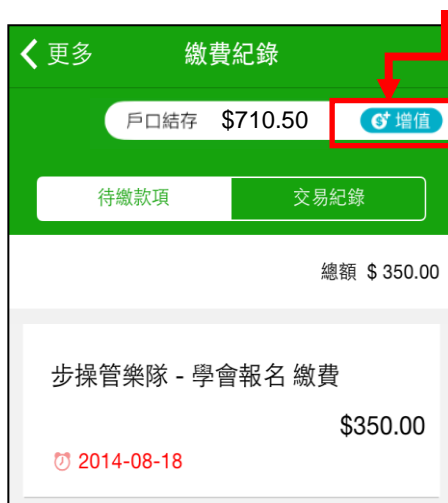 更多 繳費紀錄
戶口結存 $710.50 增值
待繳款項 交易紀錄
總額 $ 350.00
步操管樂隊 - 學會報名 繳費
$350.00
2014-08-18